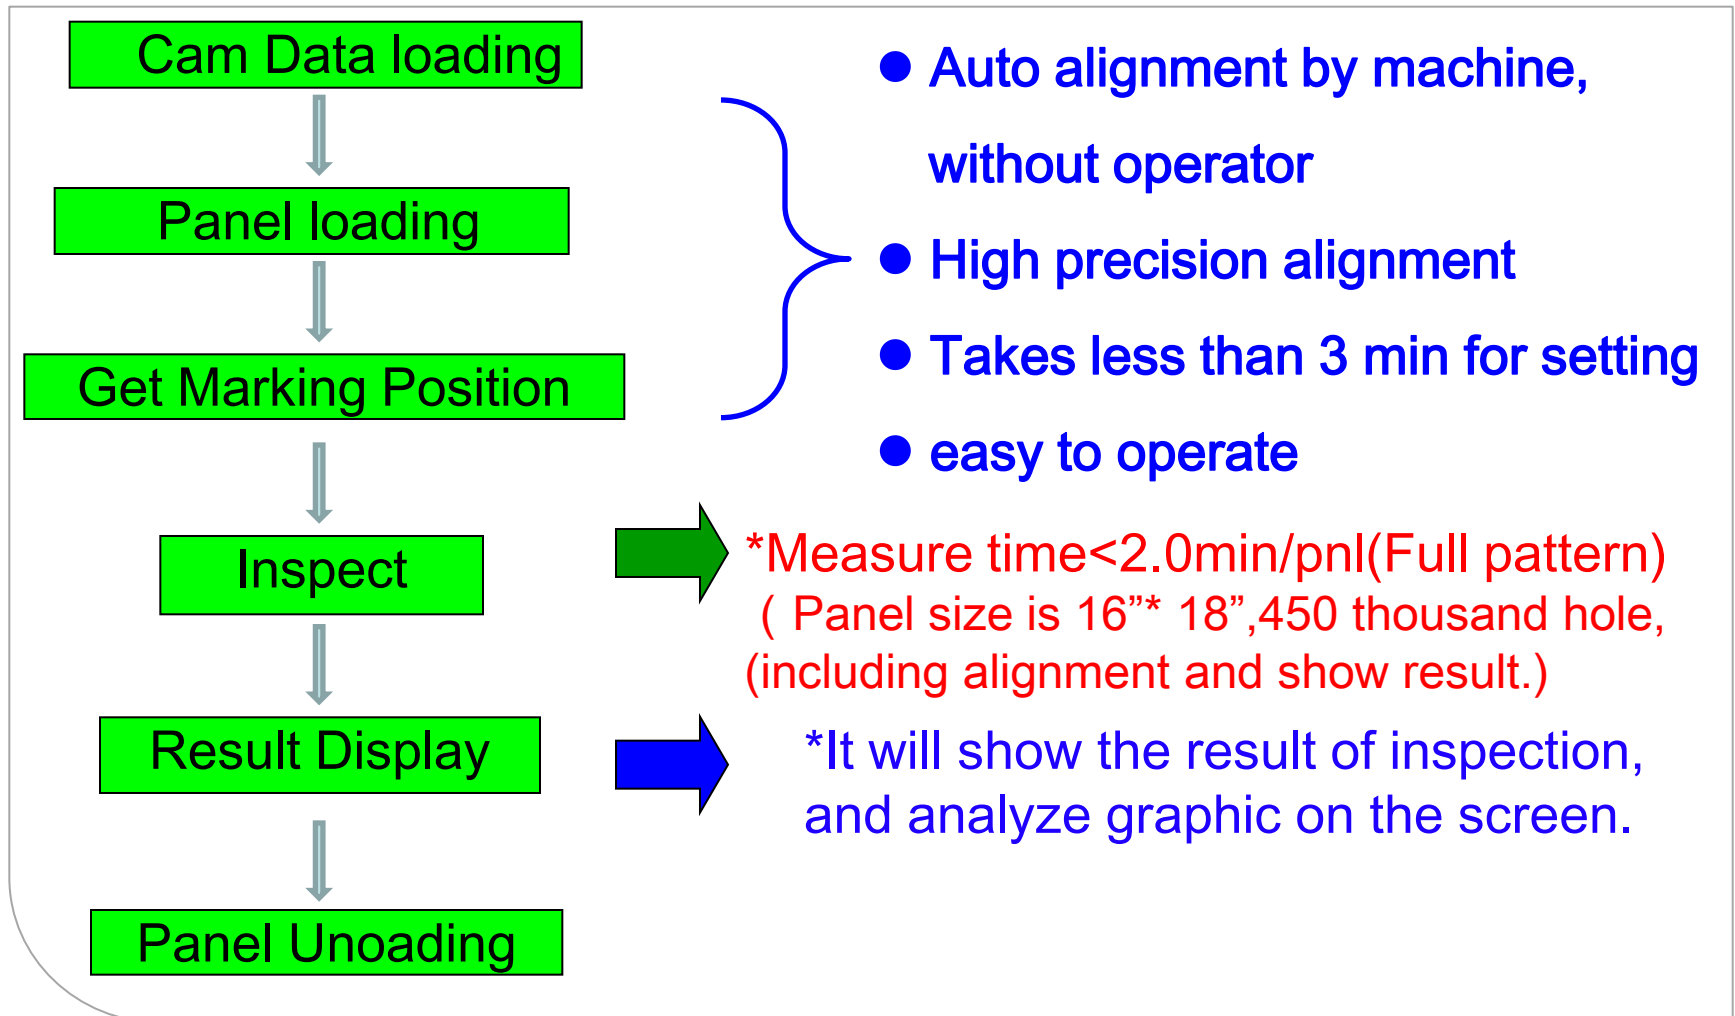 Cam Data loading
Panel loading
Get Marking Position
Inspect
Result Display
Panel Unoading
● Auto alignment by machine,
without operator
● High precision alignment
● Takes less than 3 min for setting
● easy to operate
*Measure time<2.0min/pnl(Full pattern)
( Panel size is 16”* 18”,450 thousand hole,
(including alignment and show result.)
*It will show the result of inspection,
and analyze graphic on the screen.